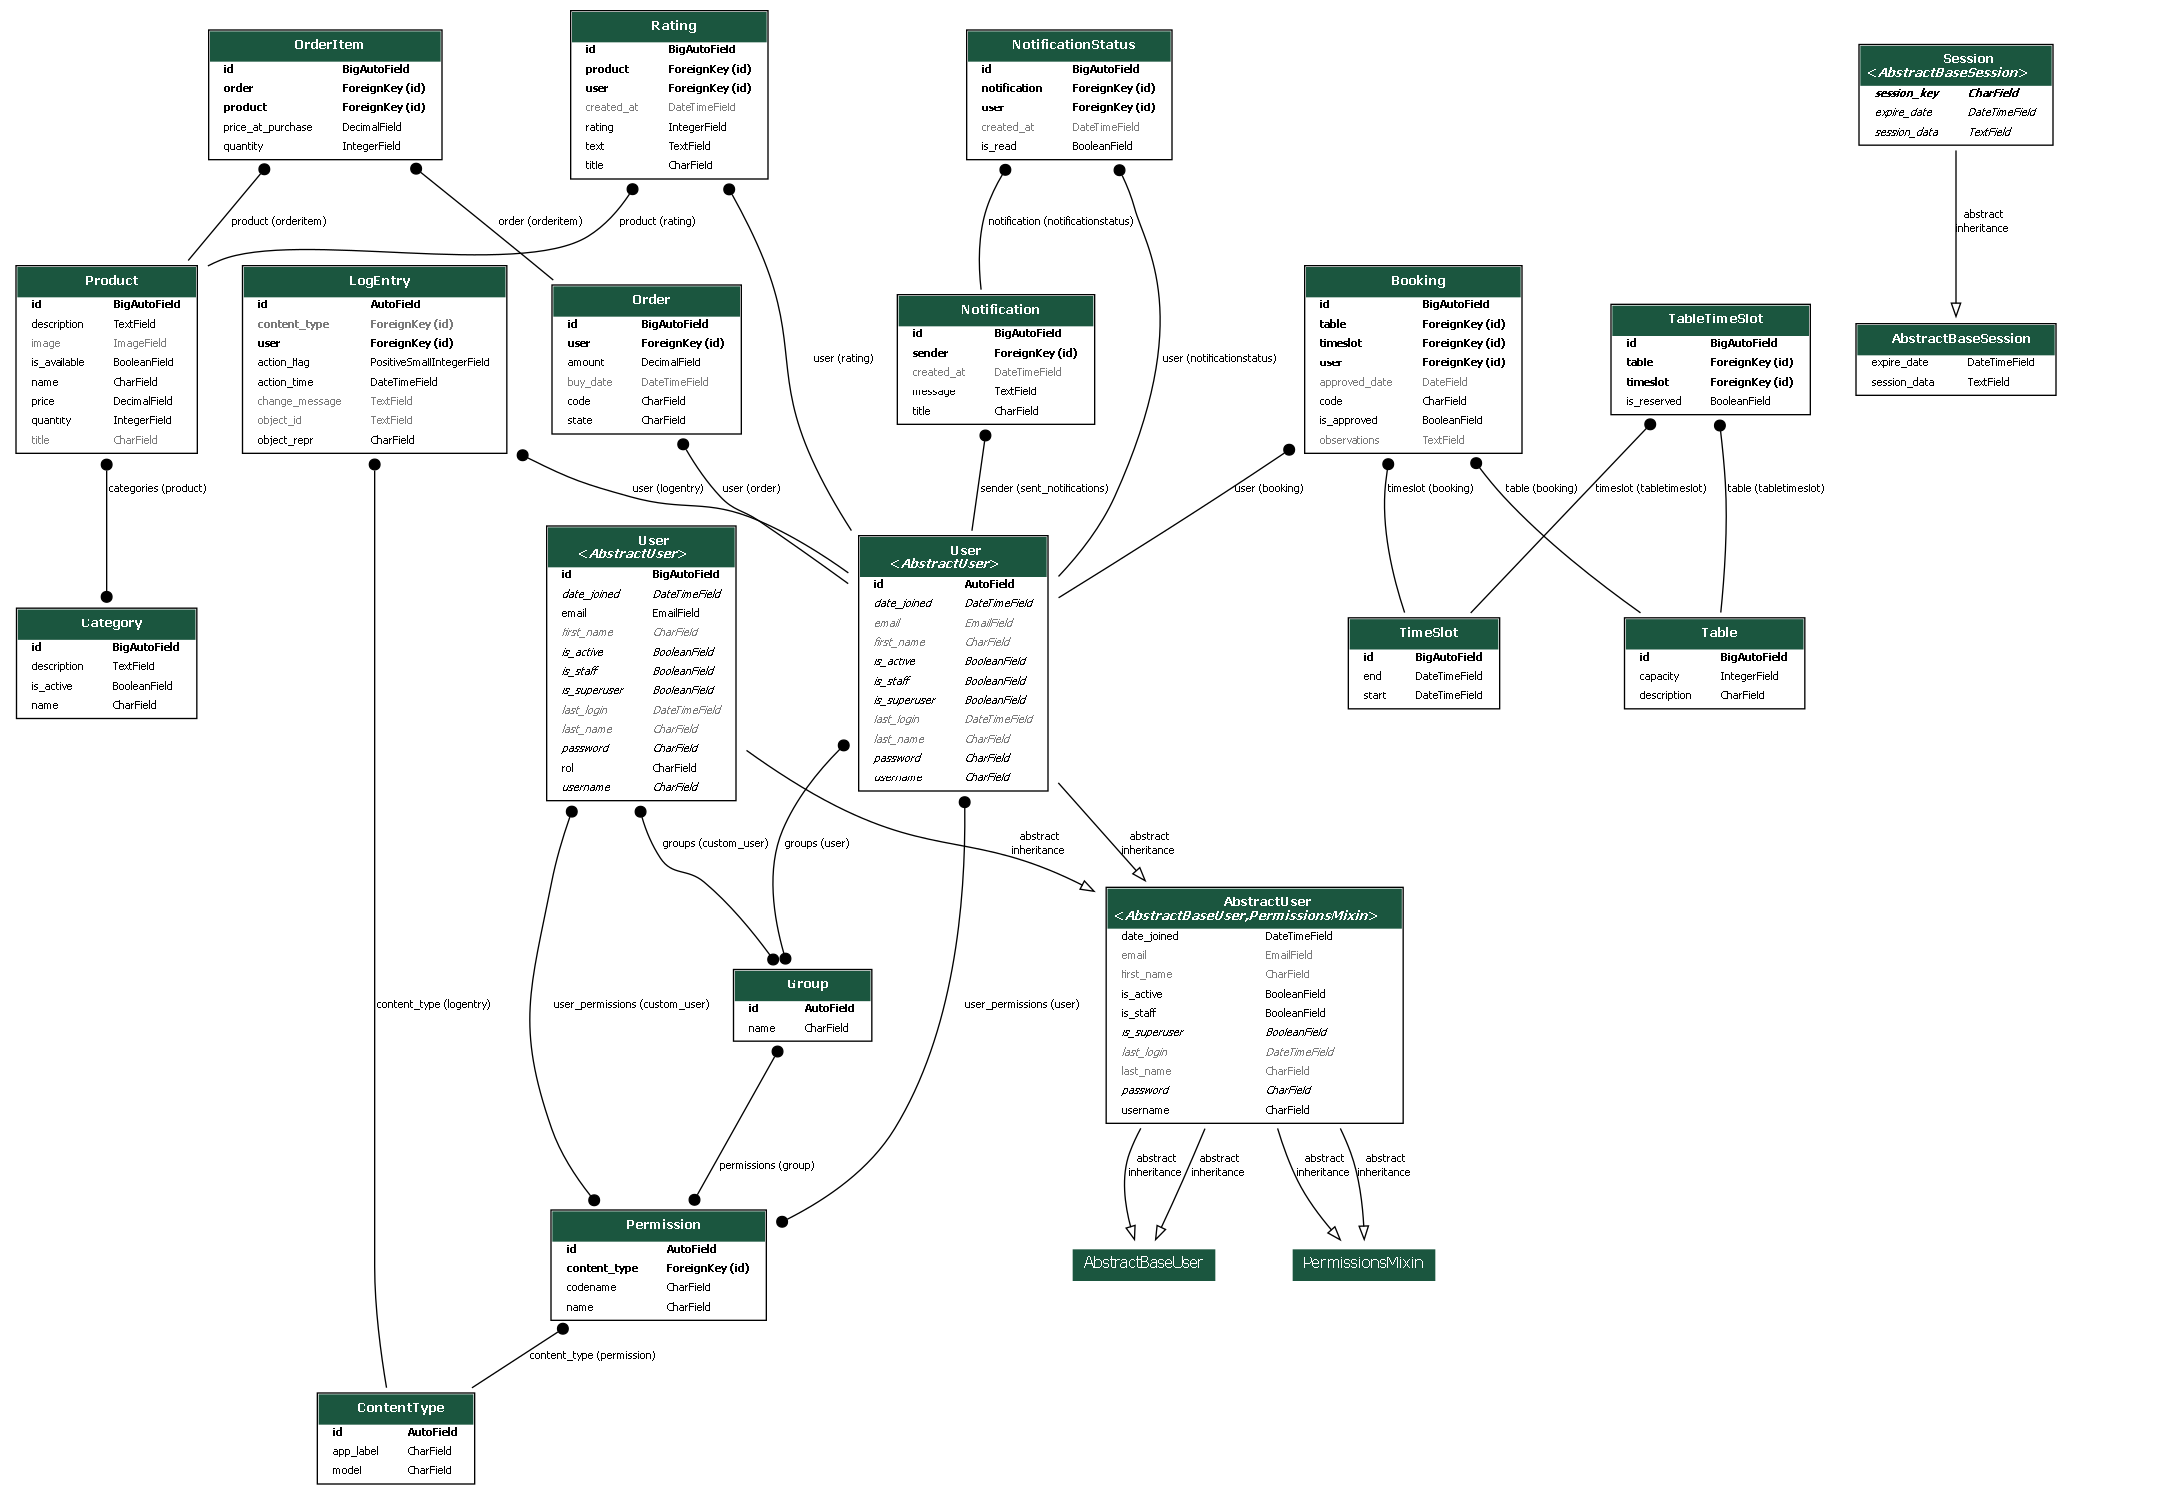 OrderItem
id BigAutoField
order ForeignKey (id)
product ForeignKey (id)
price_at_purchase DecimalField
quantity IntegerField
Rating
id BigAutoField
product ForeignKey (id)
user ForeignKey (id)
created_at DateTimeField
rating IntegerField
text TextField
title CharField
NotificationStatus
id BigAutoField
notification ForeignKey (id)
user ForeignKey (id)
created_at DateTimeField
is_read BooleanField
Session
<AbstractBaseSession>
session_key CharField
expire_date DateTimeField
session_data TextField
product (orderitem)
order (orderitem)
product (rating)
notification (notificationstatus)
abstract
inheritance
Product
id BigAutoField
description TextField
image ImageField
is_available BooleanField
name CharField
price DecimalField
quantity IntegerField
title CharField
LogEntry
id AutoField
content_type ForeignKey (id)
user ForeignKey (id)
action_flag PositiveSmallIntegerField
action_time DateTimeField
change_message TextField
object_id TextField
object_repr CharField
Order
id BigAutoField
user ForeignKey (id)
amount DecimalField
buy_date DateTimeField
code CharField
state CharField
user (rating)
Notification
id BigAutoField
sender ForeignKey (id)
created_at DateTimeField
message TextField
title CharField
user (notificationstatus)
Booking
id BigAutoField
table ForeignKey (id)
timeslot ForeignKey (id)
user ForeignKey (id)
approved_date DateField
code CharField
is_approved BooleanField
observations TextField
TableTimeSlot
id BigAutoField
table ForeignKey (id)
timeslot ForeignKey (id)
is_reserved BooleanField
AbstractBaseSession
expire_date DateTimeField
session_data TextField
categories (product)
user (logentry)
user (order)
sender (sent_notifications)
user (booking)
timeslot (booking)
table (booking)
timeslot (tabletimeslot)
table (tabletimeslot)
Category
id BigAutoField
description TextField
is_active BooleanField
name CharField
User
<AbstractUser>
id BigAutoField
date_joined DateTimeField
email EmailField
first_name CharField
is_active BooleanField
is_staff BooleanField
is_superuser BooleanField
last_login DateTimeField
last_name CharField
password CharField
rol CharField
username CharField
User
<AbstractUser>
id AutoField
date_joined DateTimeField
email EmailField
first_name CharField
is_active BooleanField
is_staff BooleanField
is_superuser BooleanField
last_login DateTimeField
last_name CharField
password CharField
username CharField
TimeSlot
id BigAutoField
end DateTimeField
start DateTimeField
Table
id BigAutoField
capacity IntegerField
description CharField
groups (custom_user)
groups (user)
abstract
inheritance
abstract
inheritance
AbstractUser
<AbstractBaseUser,PermissionsMixin>
date_joined DateTimeField
email EmailField
first_name CharField
is_active BooleanField
is_staff BooleanField
is_superuser BooleanField
last_login DateTimeField
last_name CharField
password CharField
username CharField
content_type (logentry)
user_permissions (custom_user)
Group
id AutoField
name CharField
user_permissions (user)
permissions (group)
abstract
inheritance
abstract
inheritance
abstract
inheritance
abstract
inheritance
Permission
id AutoField
content_type ForeignKey (id)
codename CharField
name CharField
AbstractBaseUser
PermissionsMixin
content_type (permission)
ContentType
id AutoField
app_label CharField
model CharField